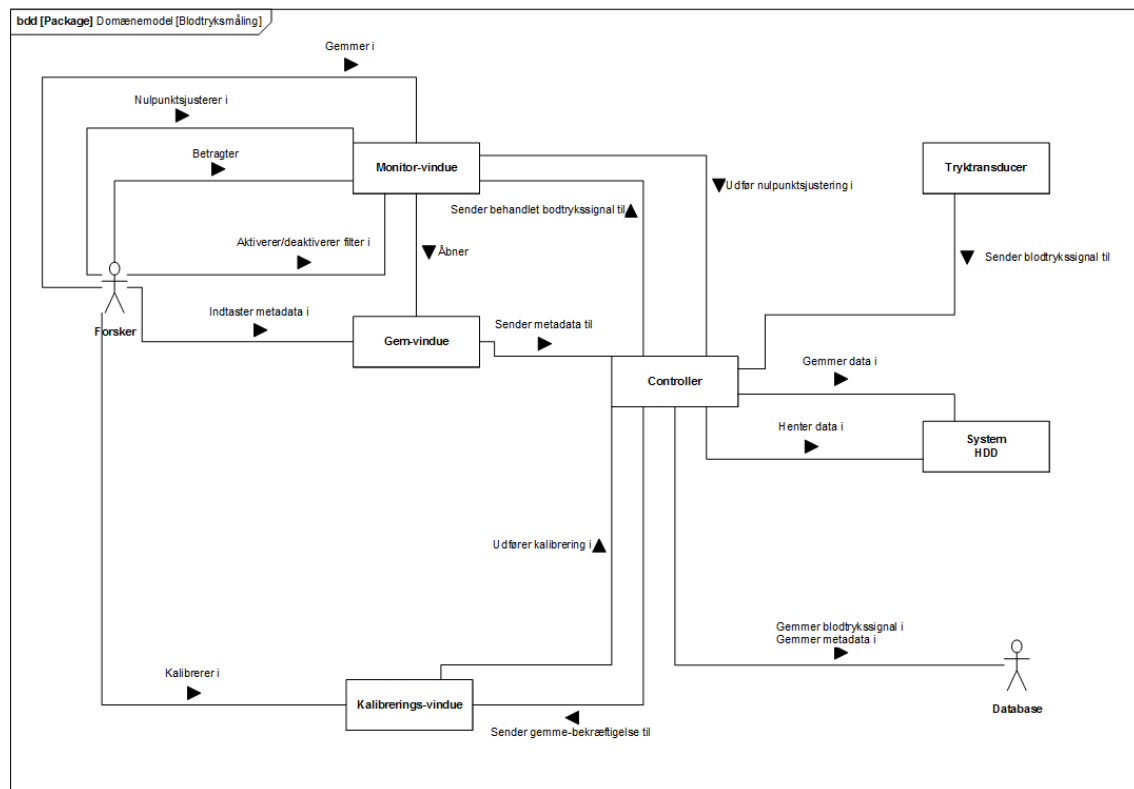 bdd [Package] Domænemodel [Blodtryksmåling]
Gemmer i
Nulpunktsjusterer i
Betragter
Monitor-vindue
Tryktransducer
Udfør nulpunktsjustering i
Sender behandlet bodtrykssignal til
Aktiverer/deaktiverer filter i
Åbner
Sender blodtrykssignal til
Forsker
Indtaster metadata i
Gem-vindue
Sender metadata til
Controller
Gemmer data i
Henter data i
System
HDD
Udfører kalibrering i
Gemmer blodtrykssignal i
Gemmer metadata i
Kalibrerer i
Kalibrerings-vindue
Database
Sender gemme-bekræftigelse til